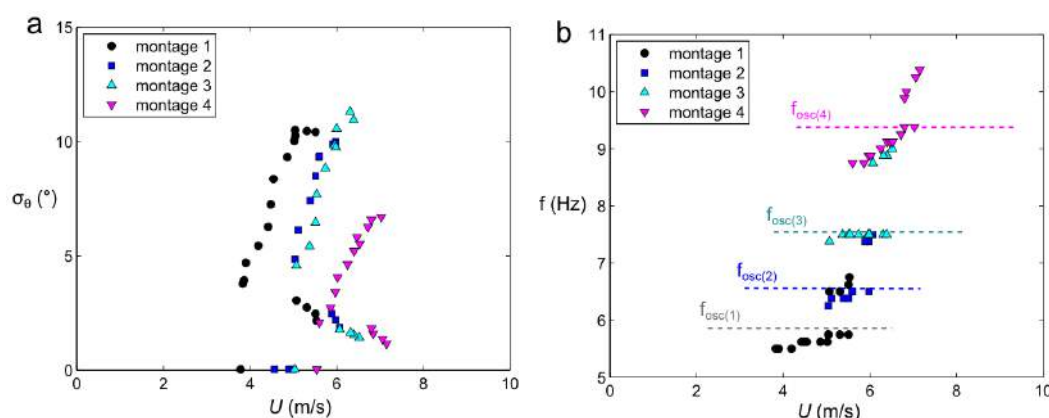 a
15
10
5
0
σθ (°)
montage 1
montage 2
montage 3
montage 4
0 2 4 6 8 10
U (m/s)
b
11
10
9
8
7
6
5
f (Hz)
montage 1
montage 2
montage 3
montage 4
fosc(4)
fosc(3)
fosc(2)
fosc(1)
0 2 4 6 8 10
U (m/s)